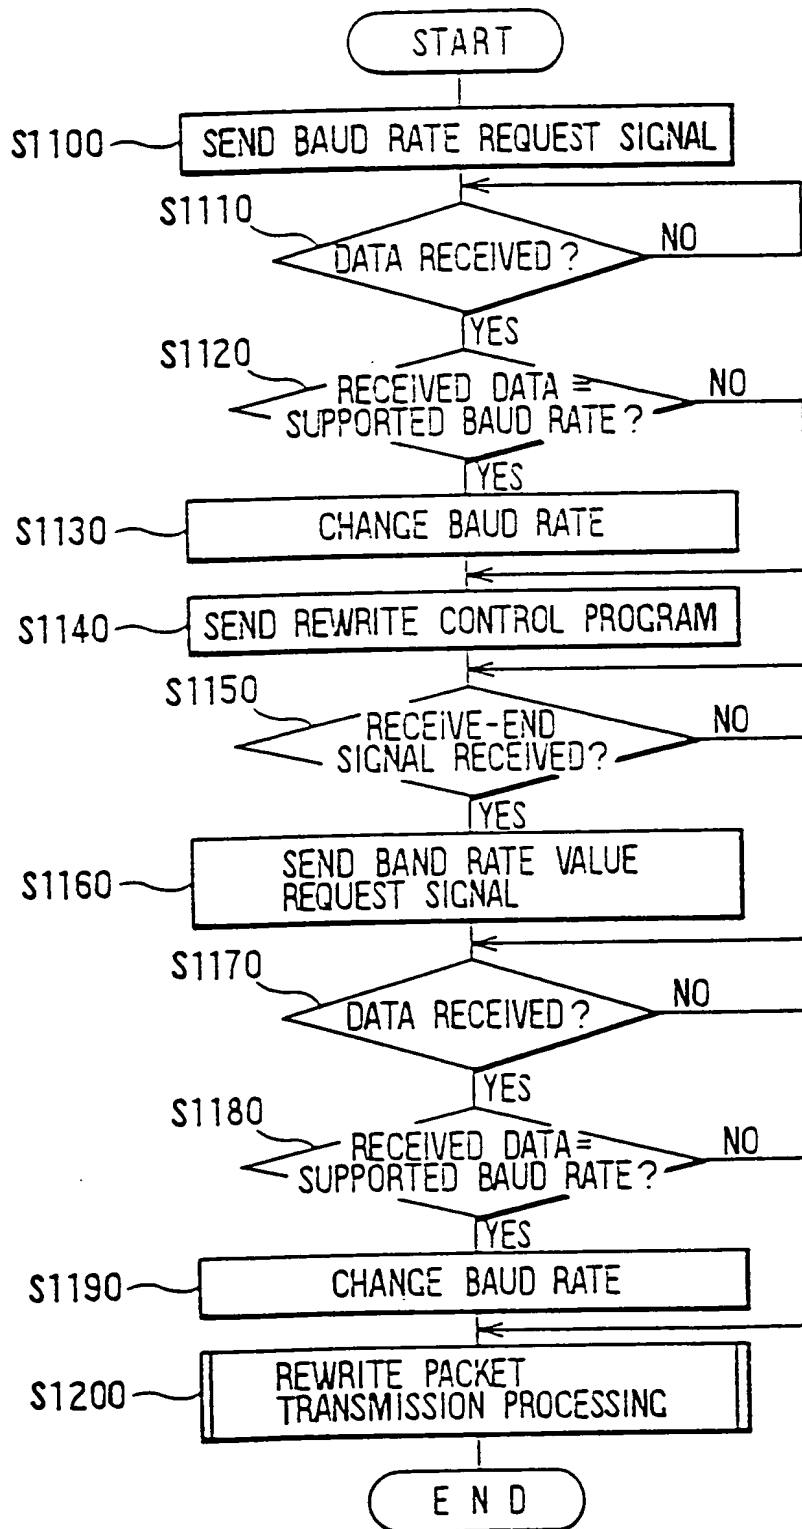 START
S1100
SEND BAUD RATE REQUEST SIGNAL
S1110
DATA RECEIVED?
NO
YES
S1120
RECEIVED DATA =
SUPPORTED BAUD RATE?
NO
YES
S1130
CHANGE BAUD RATE
S1140
SEND REWRITE CONTROL PROGRAM
S1150
RECEIVE-END
SIGNAL RECEIVED?
NO
YES
S1160
SEND BAND RATE VALUE
REQUEST SIGNAL
S1170
DATA RECEIVED?
NO
YES
S1180
RECEIVED DATA=
SUPPORTED BAUD RATE?
NO
YES
S1190
CHANGE BAUD RATE
S1200
REWRITE PACKET
TRANSMISSION PROCESSING
END